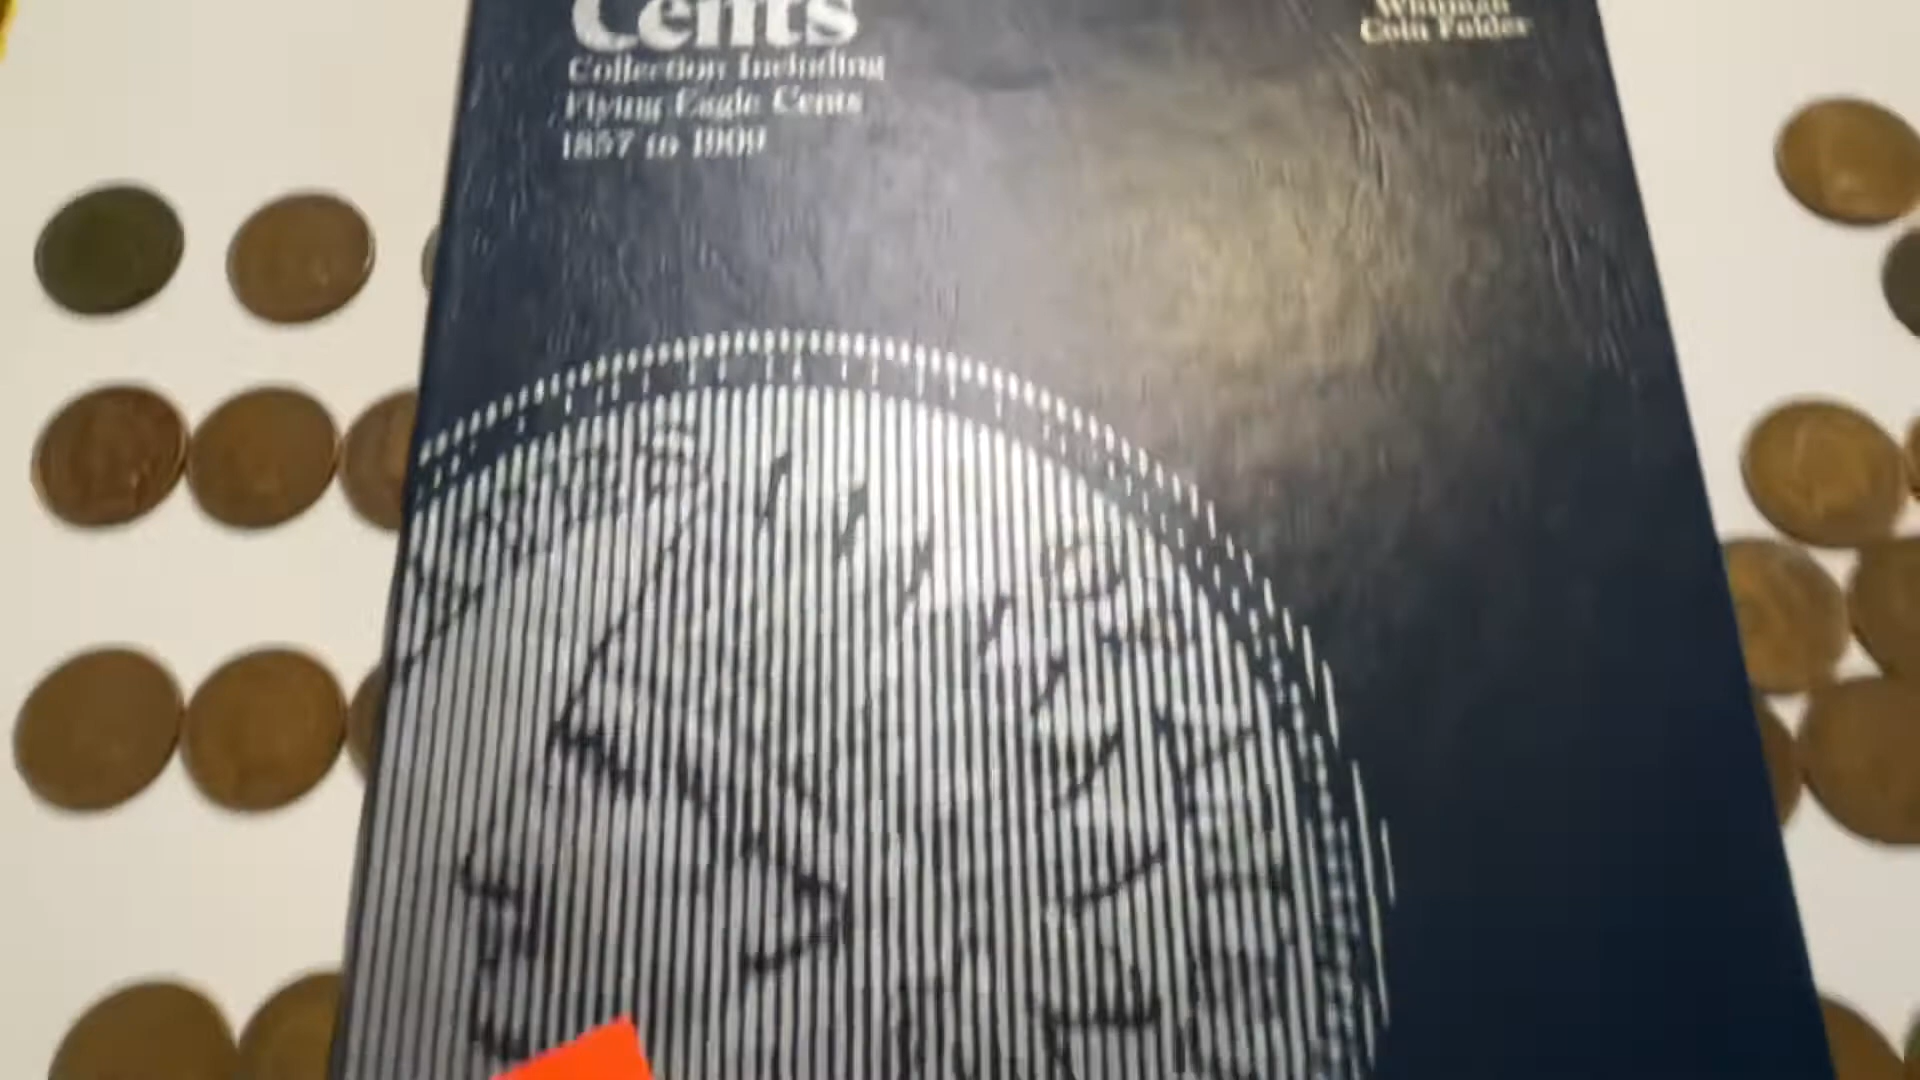 Cents
Collection Including
Flying Eagle Cents
1857 to 1909
Whitman
Coin Folder